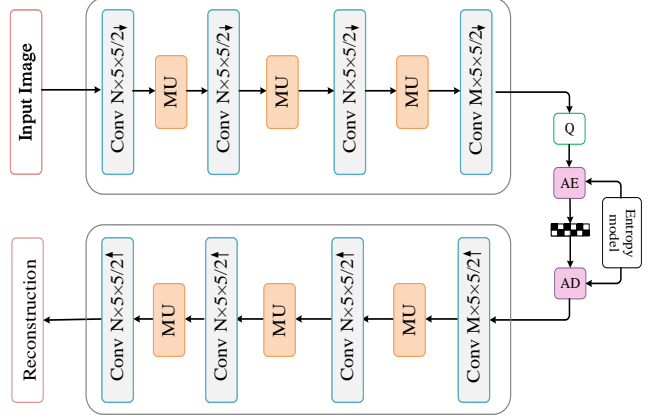 Input Image
Conv N×5×5/2↓
MU
Conv N×5×5/2↓
MU
Conv N×5×5/2↓
MU
Conv M×5×5/2↓
Q
AE
Entropy
model
AD
Conv M×5×5/2↑
MU
Conv N×5×5/2↑
MU
Conv N×5×5/2↑
MU
Conv N×5×5/2↑
Reconstruction